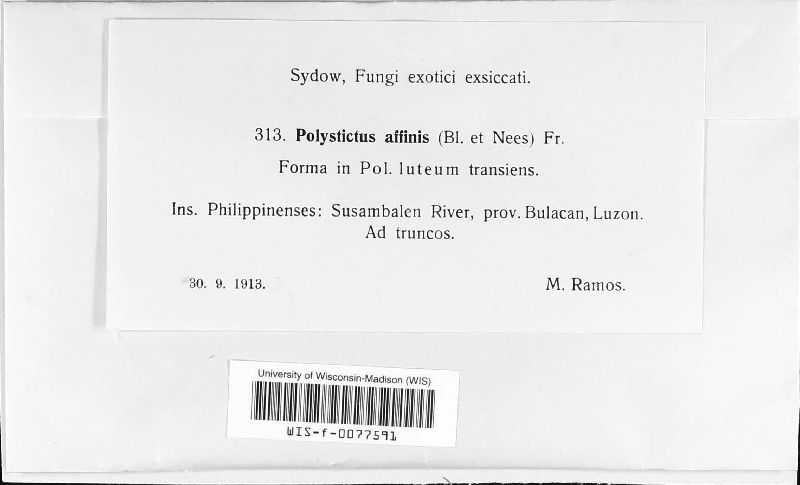 Sydow, Fungi exotici exsiccati.
313. Polystictus affinis (Bl. et Nees) Fr.
Forma in Pol. luteum transiens.
Ins. Philippinenses: Susambalen River, prov. Bulacan, Luzon.
Ad truncos.
30. 9. 1913.
M. Ramos.
University of Wisconsin-Madison (WIS)
WIS-f-0077591